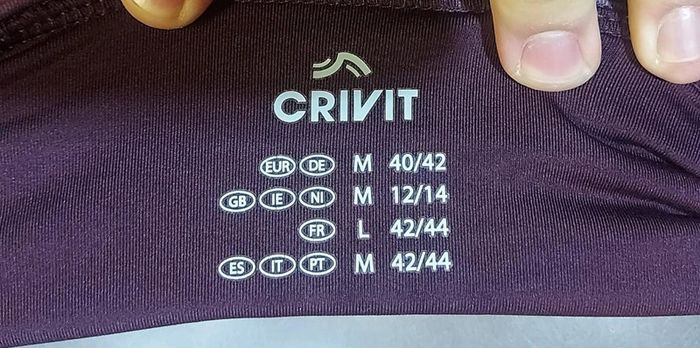 CRIVIT
EUR DE M 40/42
GB IE NI M 12/14
FR L 42/44
ES IT PT M 42/44